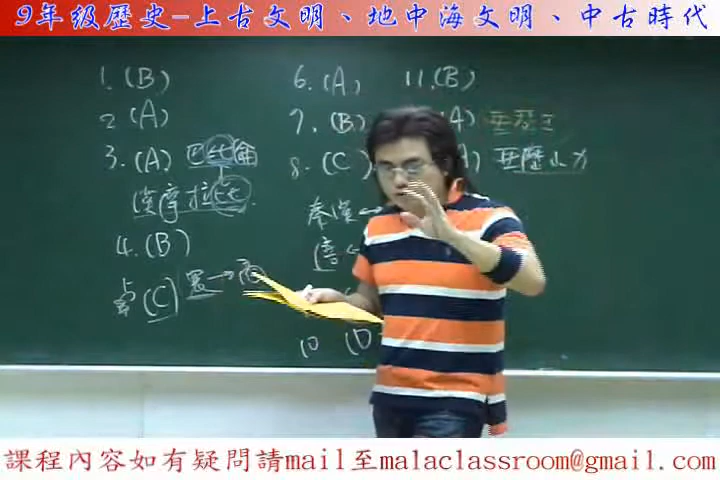 9年級歷史-上古文明、地中海文明、中古時代
1. (B)
2 (A)
3. (A) 巴比倫
漢摩拉比
4. (B)
(C)
6. (A)
7. (B)
8. (C)
秦漢
10 (D
11. (B)
A)
) 亞歷山大
課程內容如有疑問請mail至malaclassroom@gmail.com